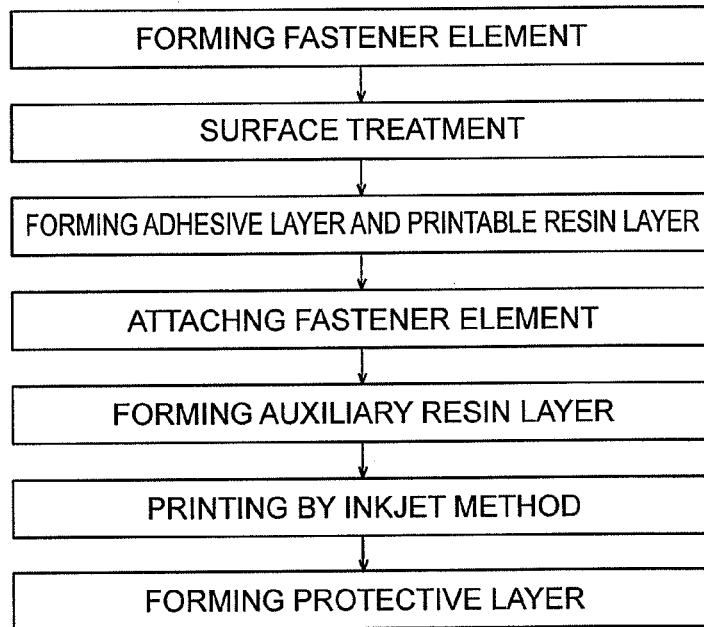 FORMING FASTENER ELEMENT
SURFACE TREATMENT
FORMING ADHESIVE LAYER AND PRINTABLE RESIN LAYER
ATTACHNG FASTENER ELEMENT
FORMING AUXILIARY RESIN LAYER
PRINTING BY INKJET METHOD
FORMING PROTECTIVE LAYER